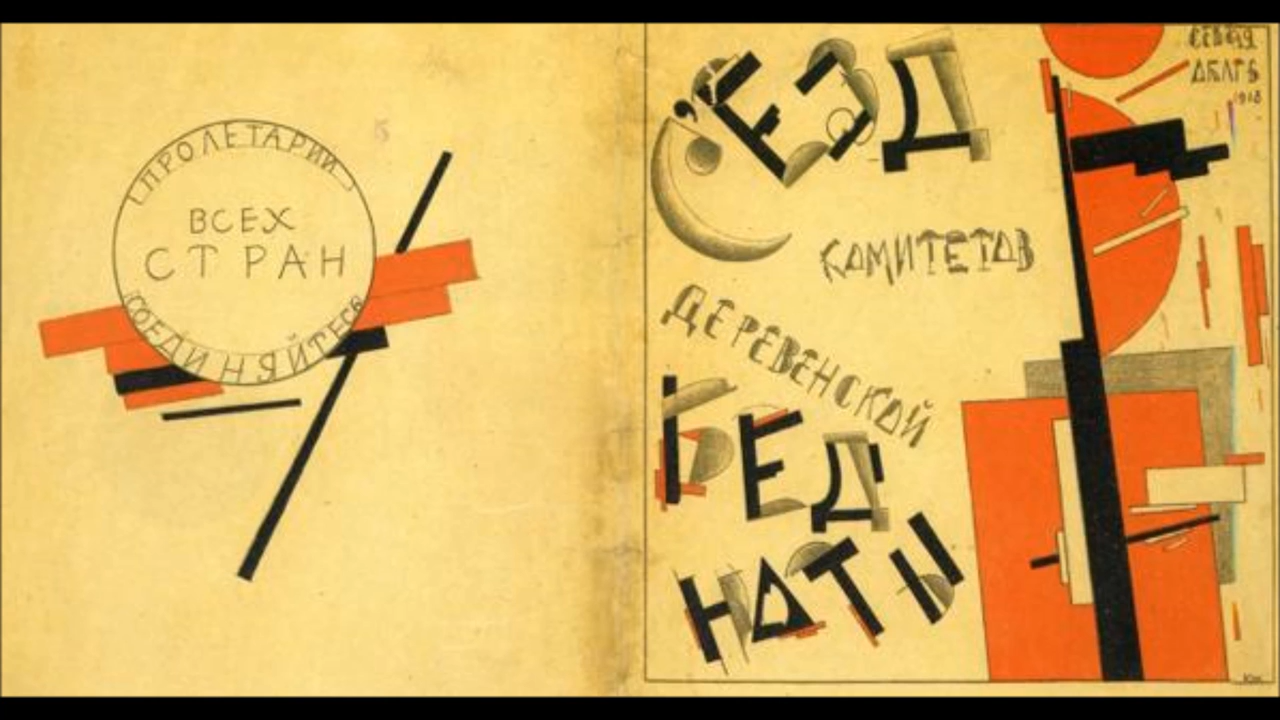 ПРОЛЕТАРИИ
ВСЕХ
СТРАН
СОЕДИНЯЙТЕСЬ
С'ЕЗД
КОМИТЕТОВ
ДЕРЕВЕНСКОЙ
БЕД
НОТЫ
1918